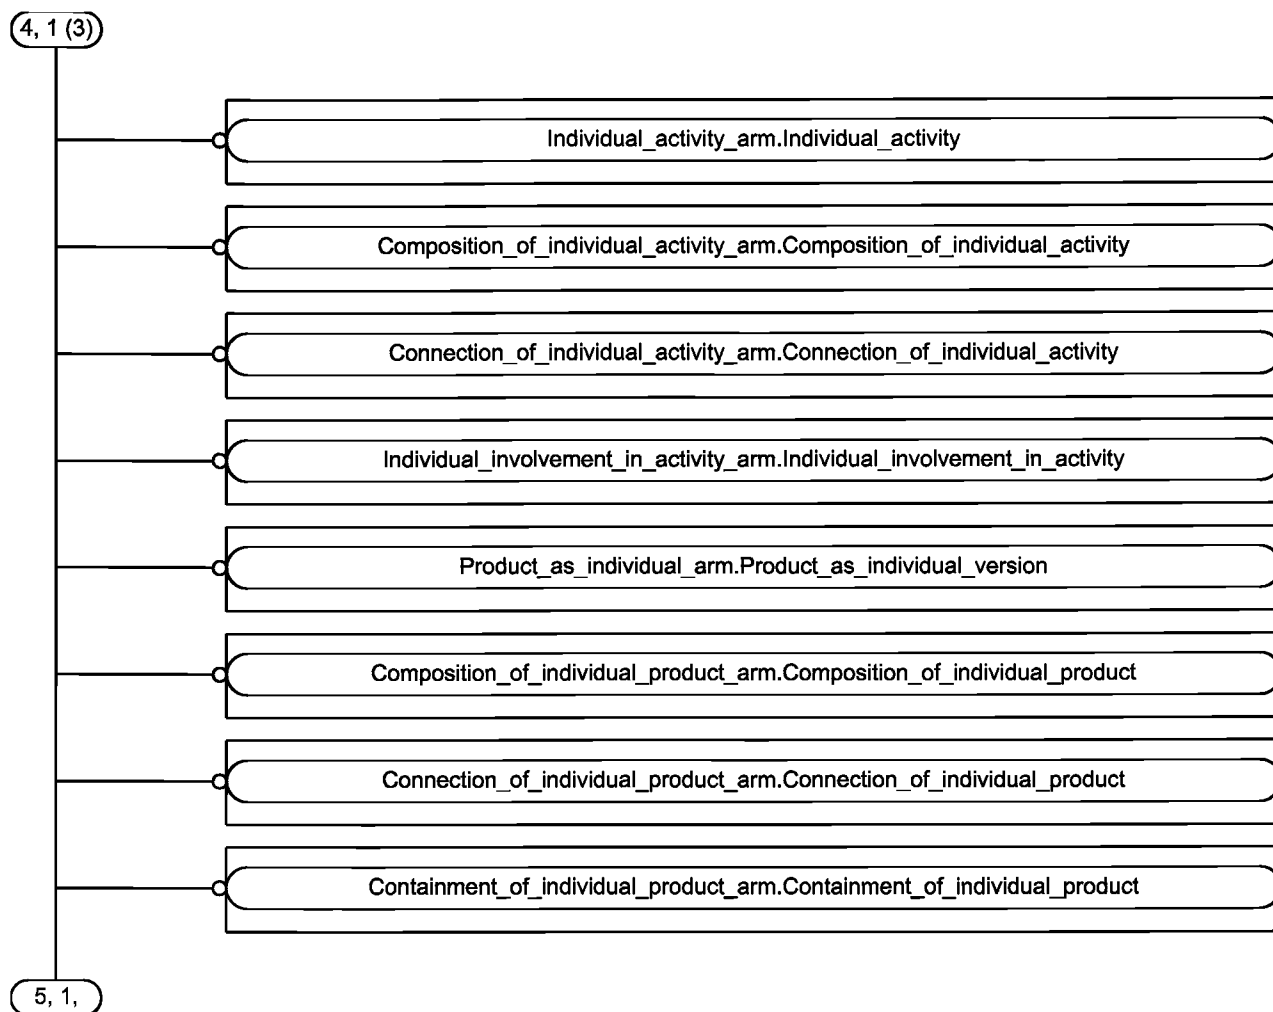 4, 1 (3)
Individual_activity_arm.Individual_activity
Composition_of_individual_activity_arm.Composition_of_individual_activity
Connection_of_individual_activity_arm.Connection_of_individual_activity
Individual_involvement_in_activity_arm.Individual_involvement_in_activity
Product_as_individual_arm.Product_as_individual_version
Composition_of_individual_product_arm.Composition_of_individual_product
Connection_of_individual_product_arm.Connection_of_individual_product
Containment_of_individual_product_arm.Containment_of_individual_product
5, 1,